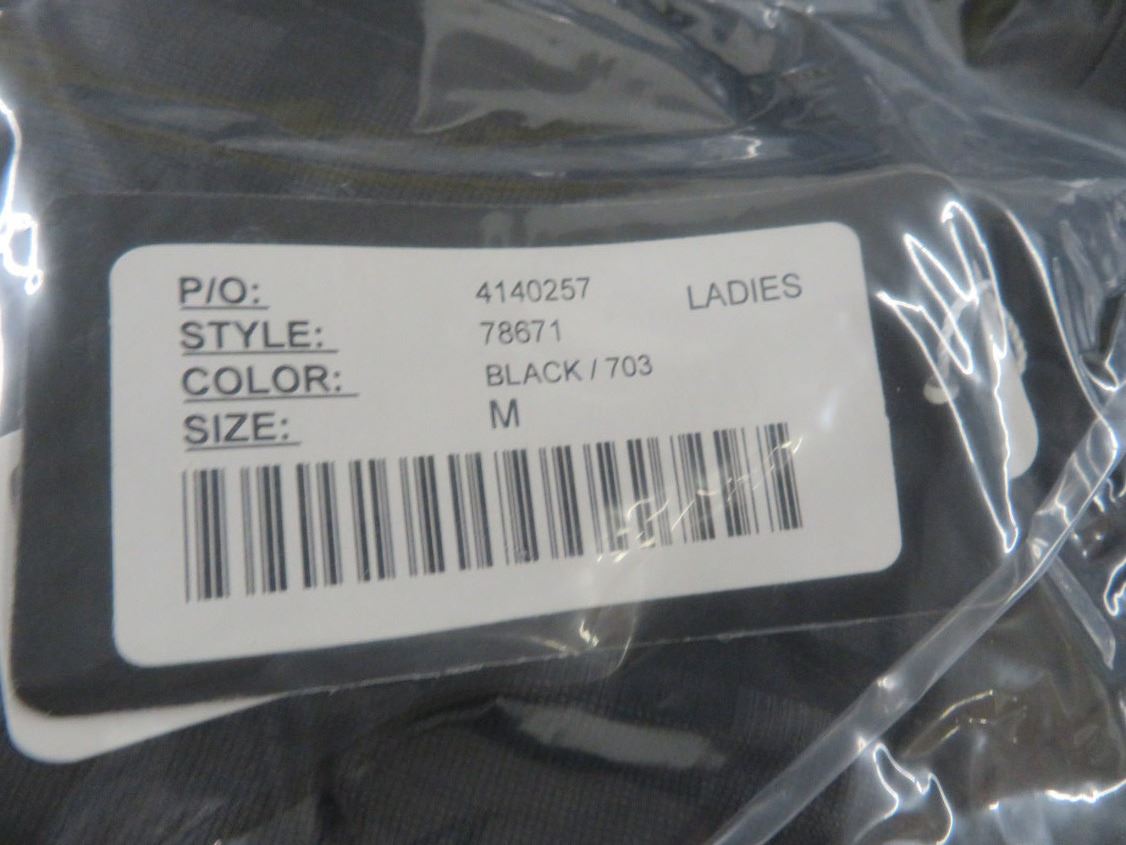 P/O: 4140257 LADIES
STYLE: 78671
COLOR: BLACK / 703
SIZE: M